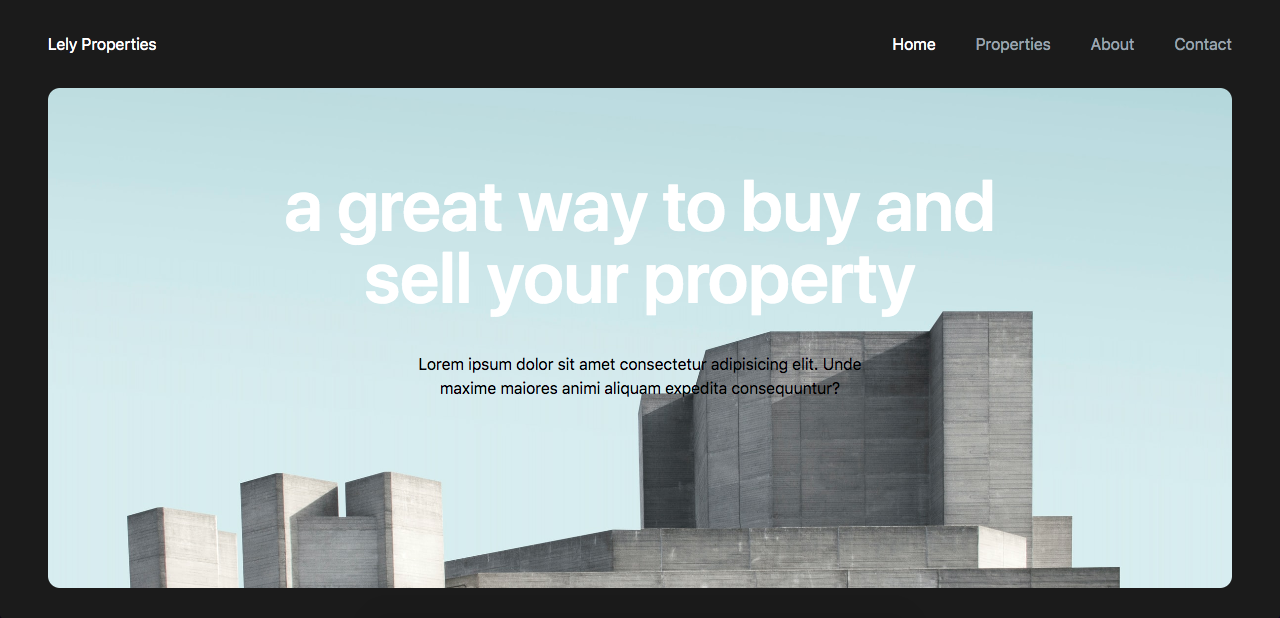 Lely Properties
Home Properties About Contact
a great way to buy and
sell your property
Lorem ipsum dolor sit amet consectetur adipisicing elit. Unde
maxime maiores animi aliquam expedita consequuntur?